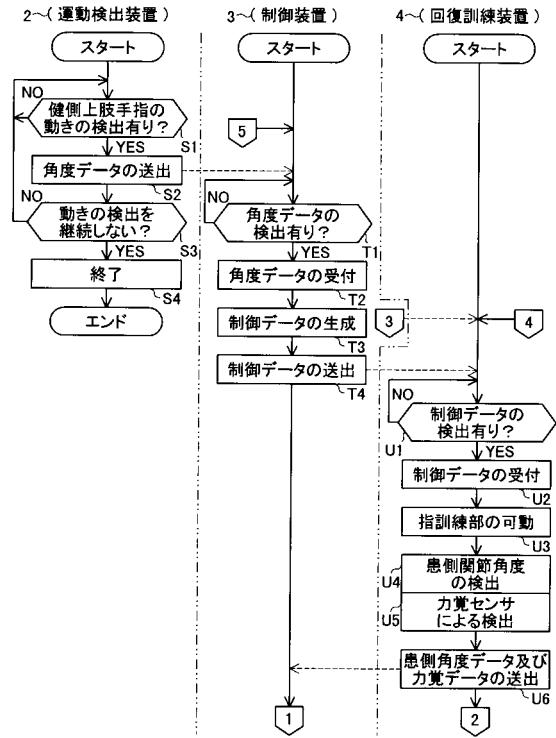 2～(運動検出装置)
スタート
NO
健側上肢手指の
動きの検出有り？
S1
YES
角度データの送出
S2
NO
動きの検出を
継続しない？
S3
YES
終了
S4
エンド
3～(制御装置)
スタート
5
NO
角度データの
検出有り？
T1
YES
角度データの受付
T2
制御データの生成
T3
制御データの送出
T4
1
4～(回復訓練装置)
スタート
3
4
NO
制御データの
検出有り？
U1
YES
制御データの受付
U2
指訓練部の可動
U3
患側関節角度
の検出
U4
力覚センサ
による検出
U5
患側角度データ及び
力覚データの送出
U6
2